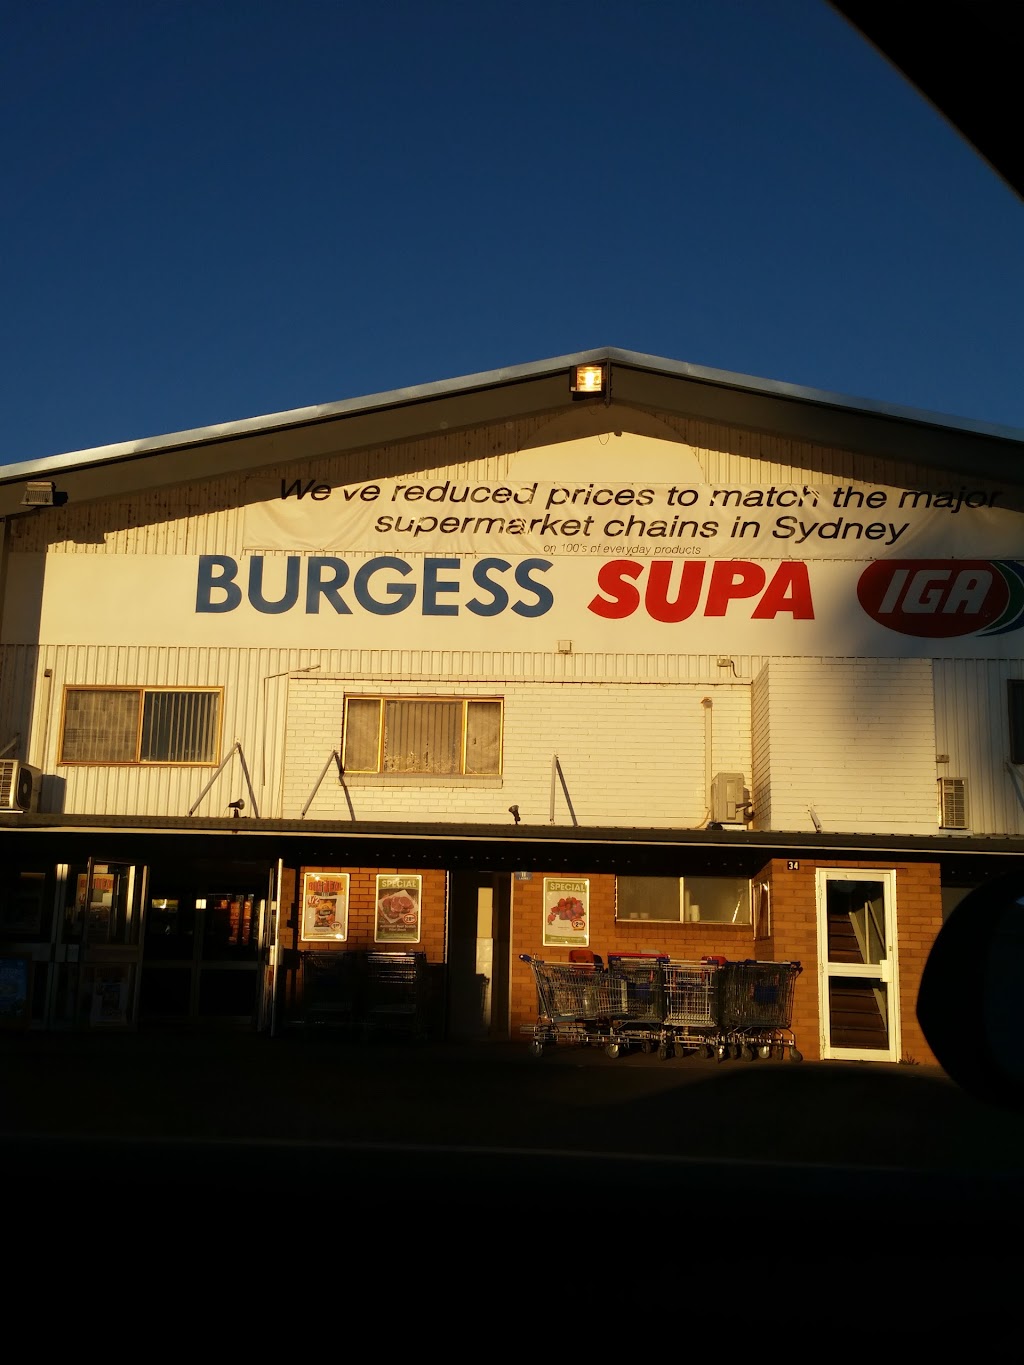 We've reduced prices to match the major
supermarket chains in Sydney
on 100's of everyday products
BURGESS SUPA IGA
34
SPECIAL
SPECIAL